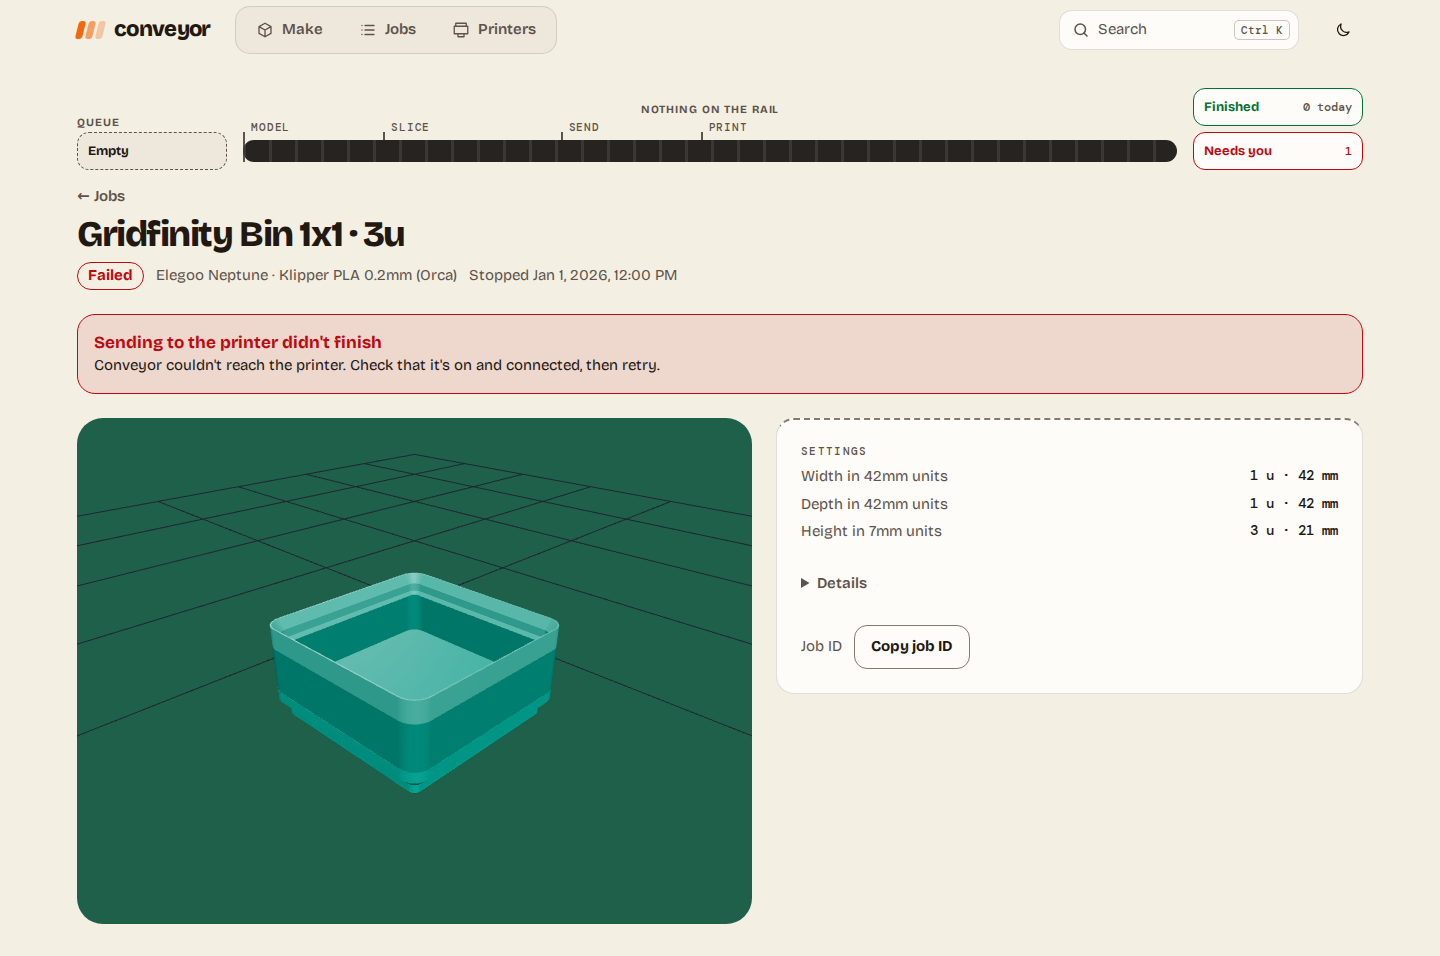 conveyor
Make
Jobs
Printers
Search
Ctrl K
NOTHING ON THE RAIL
QUEUE
Empty
MODEL
SLICE
SEND
PRINT
Finished 0 today
Needs you 1
← Jobs
Gridfinity Bin 1x1 · 3u
Failed Elegoo Neptune · Klipper PLA 0.2mm (Orca) Stopped Jan 1, 2026, 12:00 PM
Sending to the printer didn't finish
Conveyor couldn't reach the printer. Check that it's on and connected, then retry.
SETTINGS
Width in 42mm units 1 u · 42 mm
Depth in 42mm units 1 u · 42 mm
Height in 7mm units 3 u · 21 mm
Details
Job ID Copy job ID